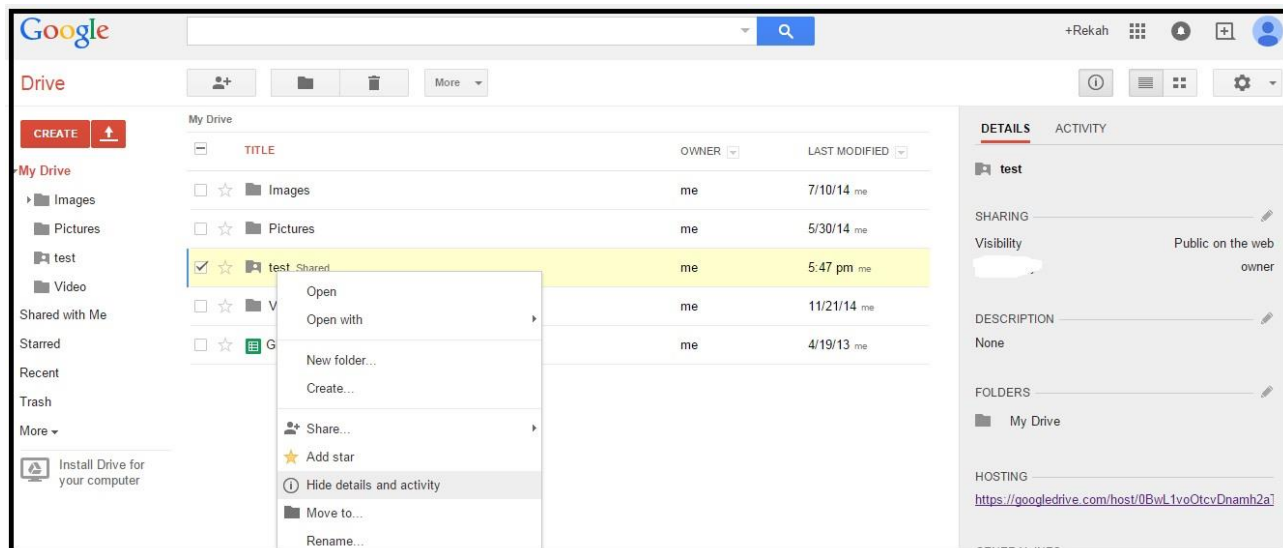 Google
+Rekah
Drive
More
CREATE
My Drive
Images
Pictures
test
Video
Shared with Me
Starred
Recent
Trash
More
Install Drive for
your computer
My Drive
TITLE OWNER LAST MODIFIED
Images me 7/10/14 me
Pictures me 5/30/14 me
test Shared me 5:47 pm me
V me 11/21/14 me
G me 4/19/13 me
Open
Open with
New folder...
Create...
Share...
Add star
Hide details and activity
Move to...
Rename...
DETAILS ACTIVITY
test
SHARING
Visibility Public on the web
owner
DESCRIPTION
None
FOLDERS
My Drive
HOSTING
https://googledrive.com/host/0BwL1voOtcvDnamh2a